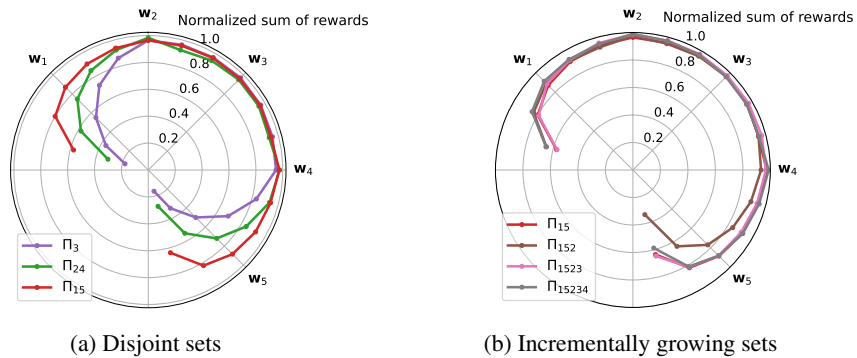 Normalized sum of rewards
w₂
1.0
w₁
w₃
0.8
0.6
0.4
0.2
w₄
w₅
Π₃
Π₂₄
Π₁₅
(a) Disjoint sets
Normalized sum of rewards
w₂
1.0
w₁
w₃
0.8
0.6
0.4
0.2
w₄
w₅
Π₁₅
Π₁₅₂
Π₁₅₂₃
Π₁₅₂₃₄
(b) Incrementally growing sets